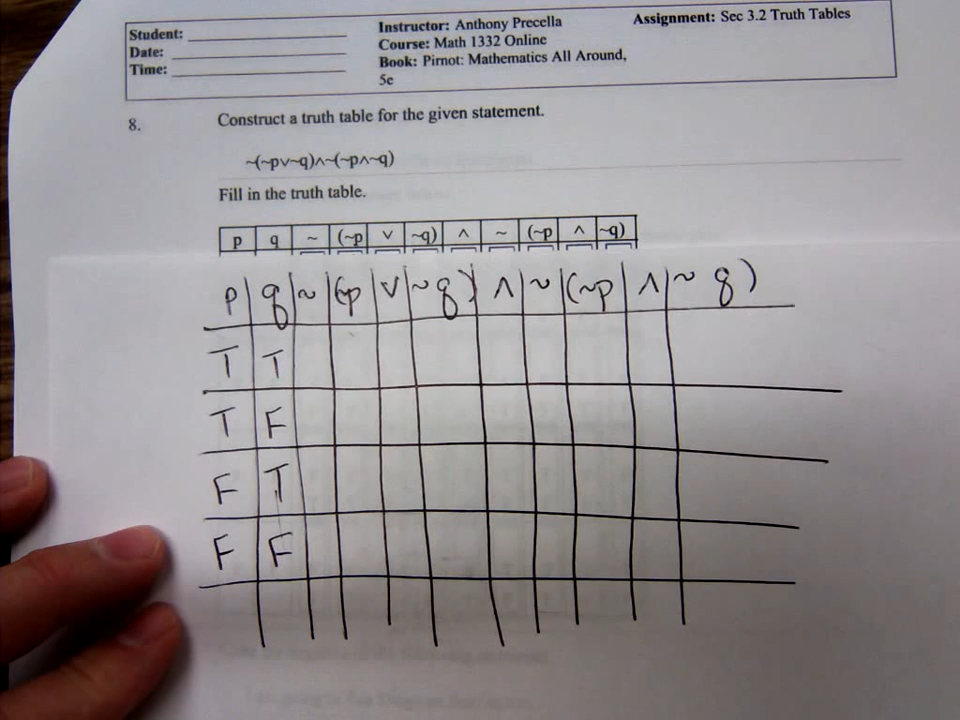 Student: Instructor: Anthony Precella Assignment: Sec 3.2 Truth Tables
Date: Course: Math 1332 Online
Time: Book: Pirnot: Mathematics All Around,
5e
8. Construct a truth table for the given statement.
~(~p∨~q)∧~(~p∧~q)
Fill in the truth table.
p q ~ (~p ∨ ~q) ∧ ~ (~p ∧ ~q)
p q ~ (~p ∨ ~q) ∧ ~ (~p ∧ ~q)
T T
T F
F T
F F